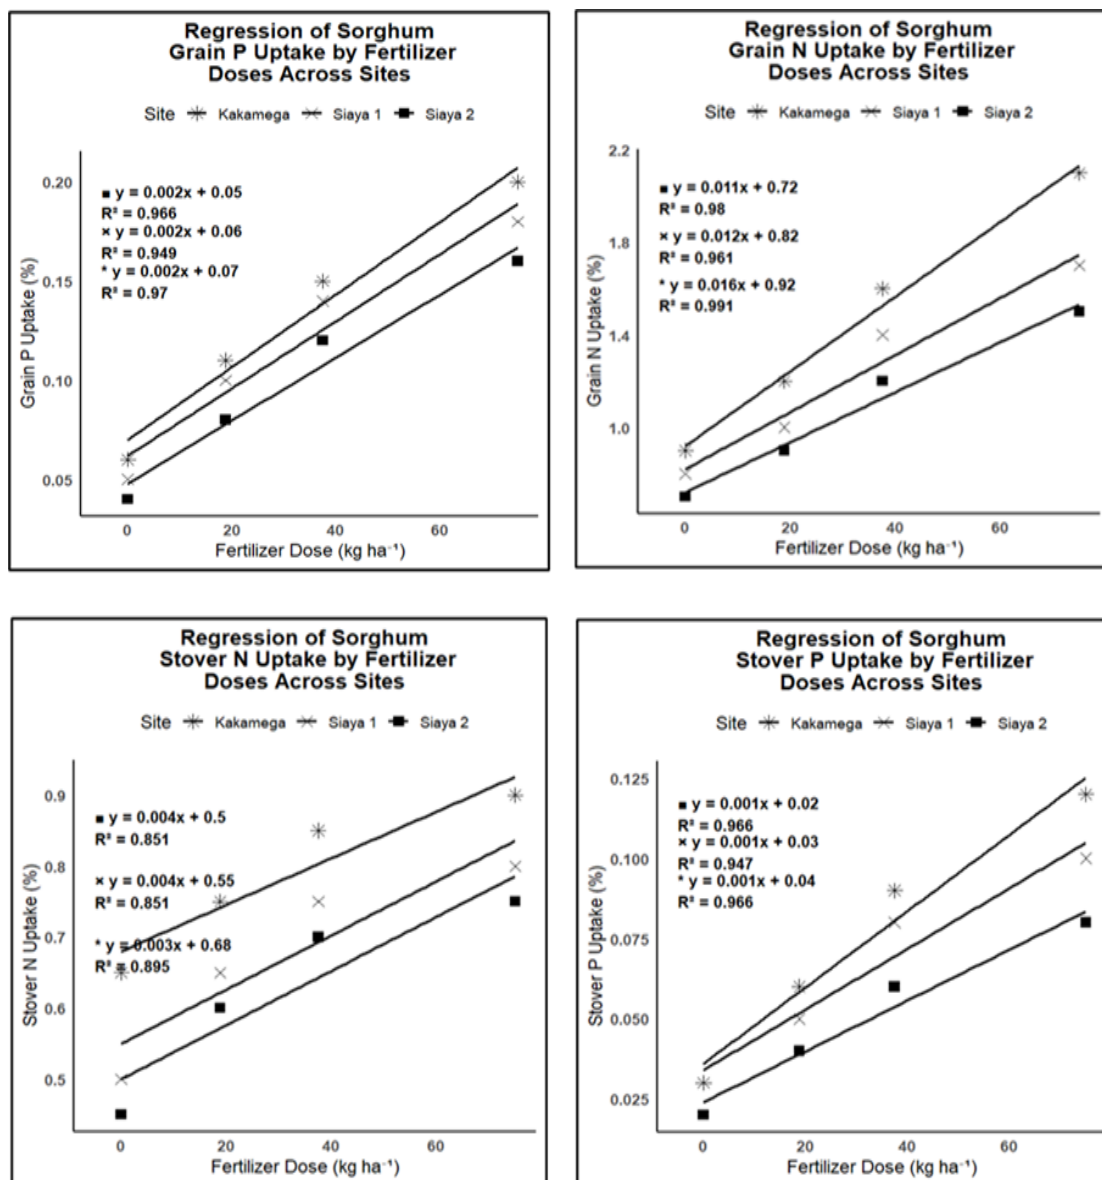 Regression of Sorghum
Grain P Uptake by Fertilizer
Doses Across Sites
Site Kakamega Siaya 1 Siaya 2
Grain P Uptake (%)
0.20
0.15
0.10
0.05
■ y = 0.002x + 0.05
R² = 0.966
× y = 0.002x + 0.06
R² = 0.949
* y = 0.002x + 0.07
R² = 0.97
0 20 40 60
Fertilizer Dose (kg ha⁻¹)
Regression of Sorghum
Grain N Uptake by Fertilizer
Doses Across Sites
Site Kakamega Siaya 1 Siaya 2
Grain N Uptake (%)
2.2
1.8
1.4
1.0
■ y = 0.011x + 0.72
R² = 0.98
× y = 0.012x + 0.82
R² = 0.961
* y = 0.016x + 0.92
R² = 0.991
0 20 40 60
Fertilizer Dose (kg ha⁻¹)
Regression of Sorghum
Stover N Uptake by Fertilizer
Doses Across Sites
Site Kakamega Siaya 1 Siaya 2
Stover N Uptake (%)
0.9
0.8
0.7
0.6
0.5
■ y = 0.004x + 0.5
R² = 0.851
× y = 0.004x + 0.55
R² = 0.851
* y = 0.003x + 0.68
R² = 0.895
0 20 40 60
Fertilizer Dose (kg ha⁻¹)
Regression of Sorghum
Stover P Uptake by Fertilizer
Doses Across Sites
Site Kakamega Siaya 1 Siaya 2
Stover P Uptake (%)
0.125
0.100
0.075
0.050
0.025
■ y = 0.001x + 0.02
R² = 0.966
× y = 0.001x + 0.03
R² = 0.947
* y = 0.001x + 0.04
R² = 0.966
0 20 40 60
Fertilizer Dose (kg ha⁻¹)